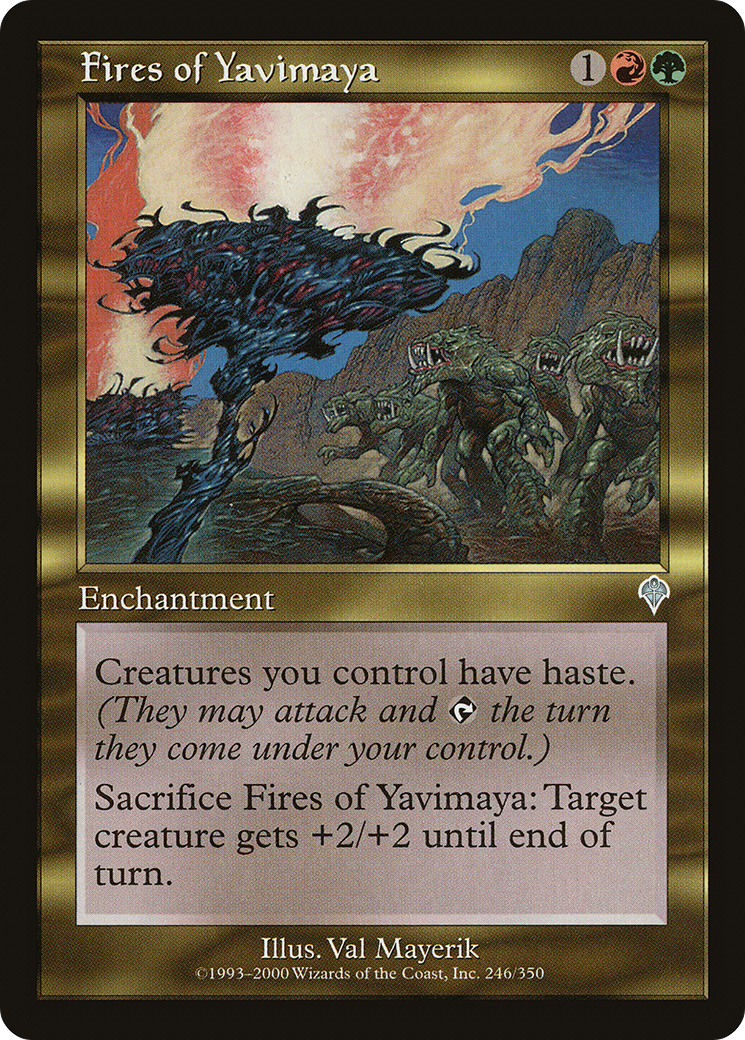 Fires of Yavimaya
1
Enchantment
Creatures you control have haste.
(They may attack and the turn
they come under your control.)
Sacrifice Fires of Yavimaya: Target
creature gets +2/+2 until end of
turn.
Illus. Val Mayerik
©1993–2000 Wizards of the Coast, Inc. 246/350